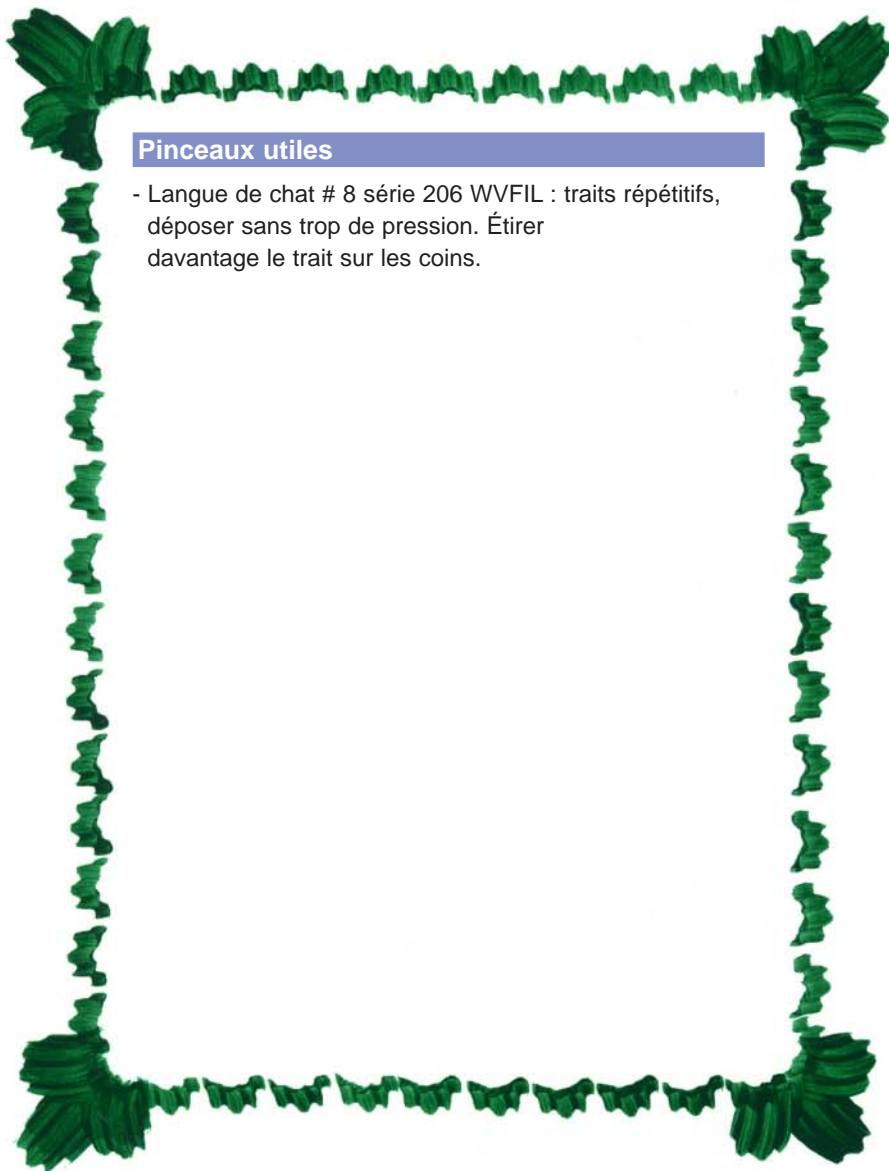 Pinceaux utiles
- Langue de chat # 8 série 206 WVFIL : traits répétitifs,
déposer sans trop de pression. Étirer
davantage le trait sur les coins.